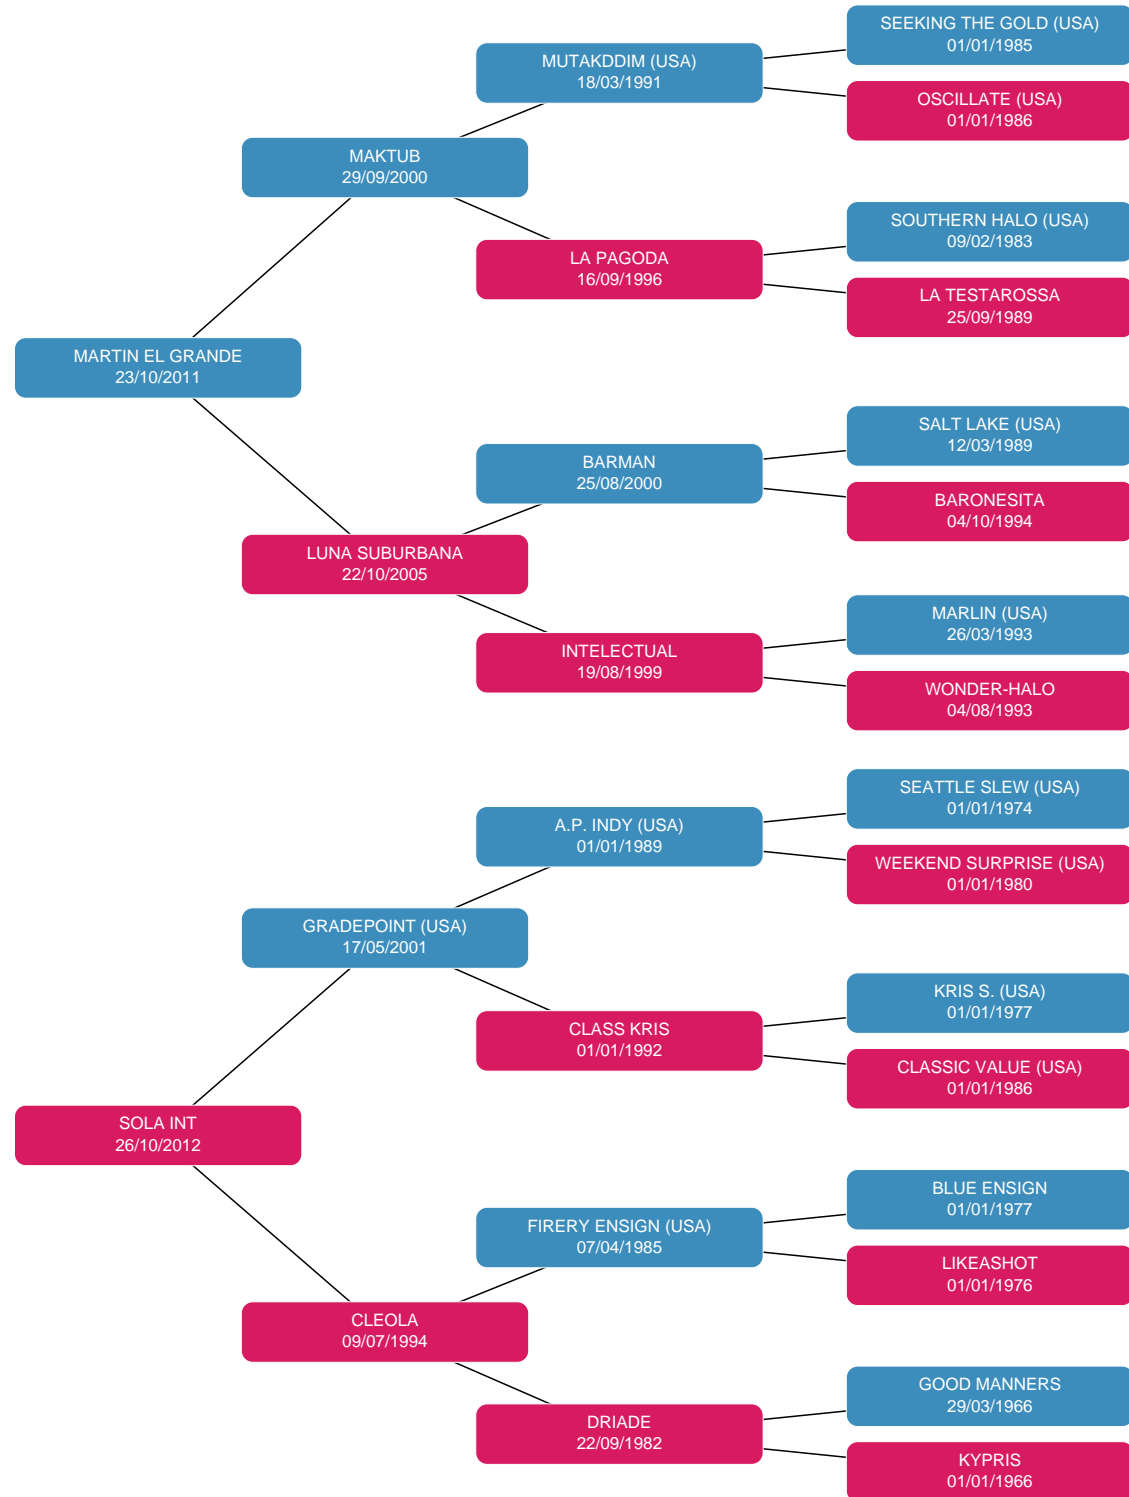 SEEKING THE GOLD (USA)
01/01/1985
MUTAKDDIM (USA)
18/03/1991
OSCILLATE (USA)
01/01/1986
MAKTUB
29/09/2000
SOUTHERN HALO (USA)
09/02/1983
LA PAGODA
16/09/1996
LA TESTAROSSA
25/09/1989
MARTIN EL GRANDE
23/10/2011
SALT LAKE (USA)
12/03/1989
BARMAN
25/08/2000
BARONESITA
04/10/1994
LUNA SUBURBANA
22/10/2005
MARLIN (USA)
26/03/1993
INTELECTUAL
19/08/1999
WONDER-HALO
04/08/1993
SEATTLE SLEW (USA)
01/01/1974
A.P. INDY (USA)
01/01/1989
WEEKEND SURPRISE (USA)
01/01/1980
GRADEPOINT (USA)
17/05/2001
KRIS S. (USA)
01/01/1977
CLASS KRIS
01/01/1992
CLASSIC VALUE (USA)
01/01/1986
SOLA INT
26/10/2012
BLUE ENSIGN
01/01/1977
FIRERY ENSIGN (USA)
07/04/1985
LIKEASHOT
01/01/1976
CLEOLA
09/07/1994
GOOD MANNERS
29/03/1966
DRIADE
22/09/1982
KYPRIS
01/01/1966